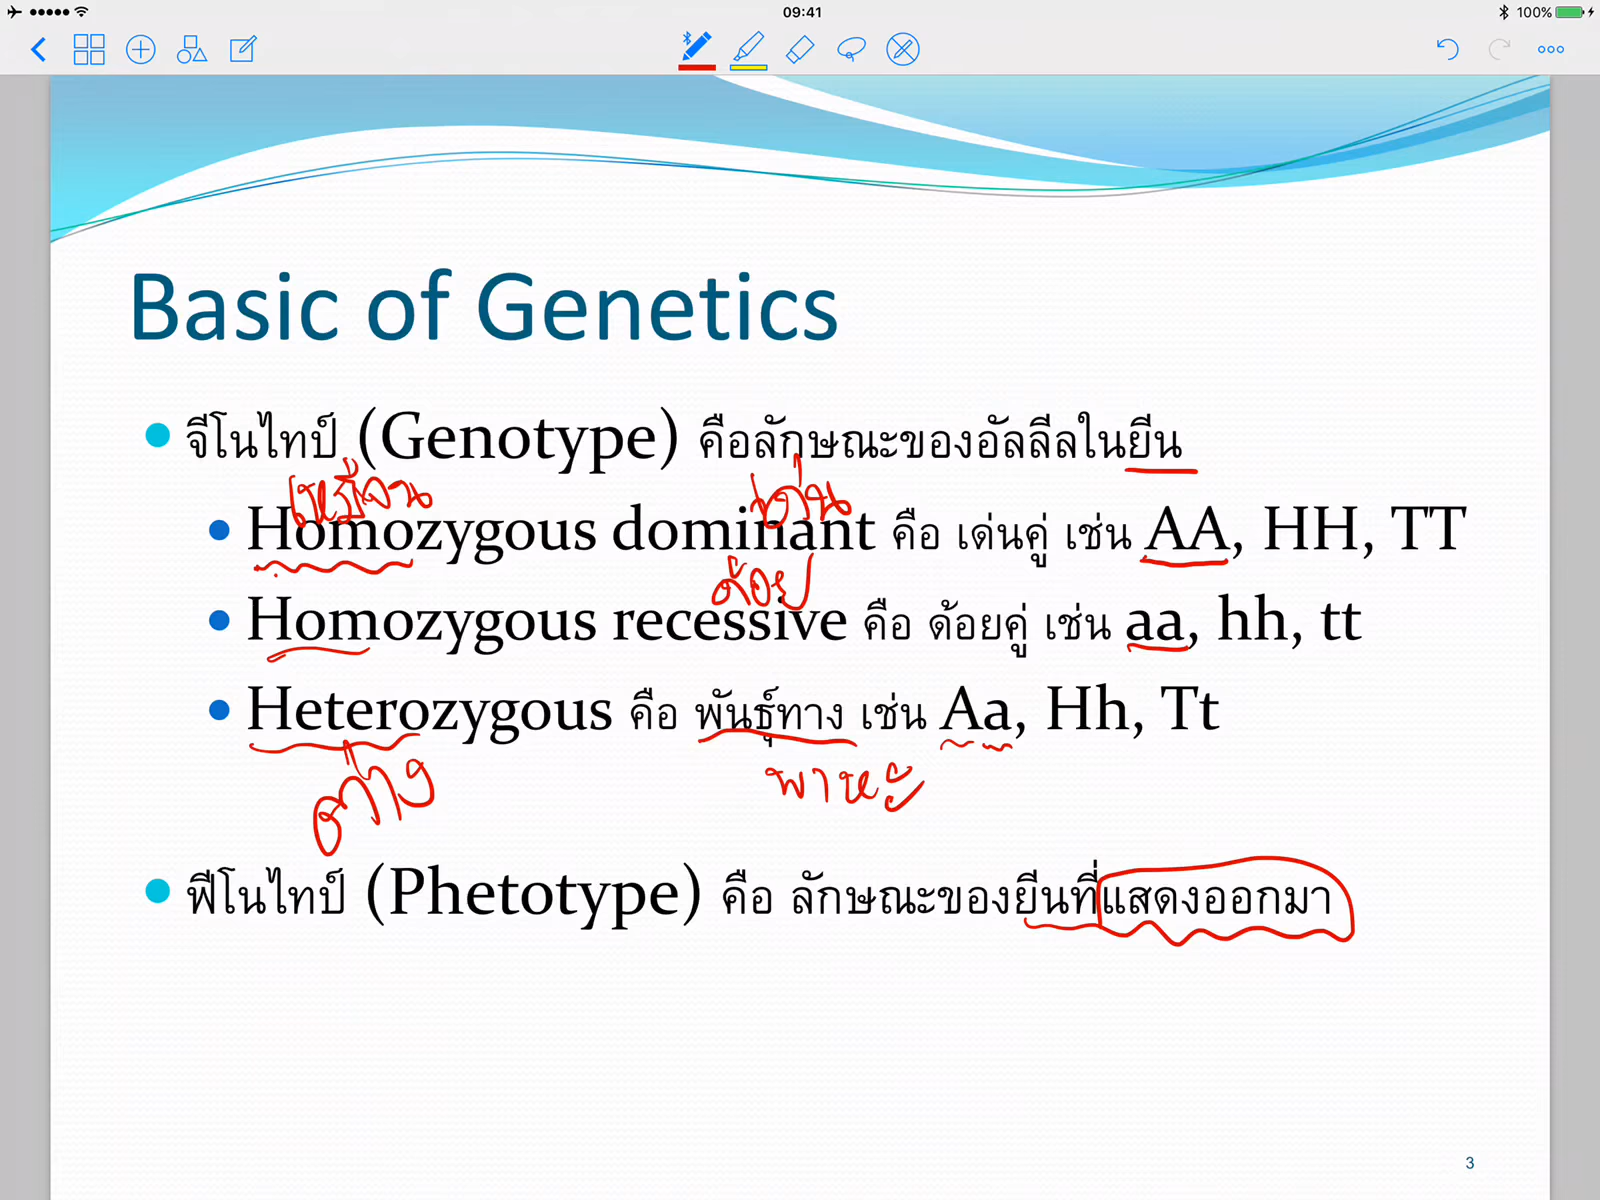 09:41
100%
Basic of Genetics
จีโนไทป์ (Genotype) คือลักษณะของอัลลีลในยีน
เหมือน เด่น
Homozygous dominant คือ เด่นคู่ เช่น AA, HH, TT
ด้อย
Homozygous recessive คือ ด้อยคู่ เช่น aa, hh, tt
Heterozygous คือ พันธุ์ทาง เช่น Aa, Hh, Tt
ต่าง พาหะ
ฟีโนไทป์ (Phetotype) คือ ลักษณะของยีนที่แสดงออกมา
3